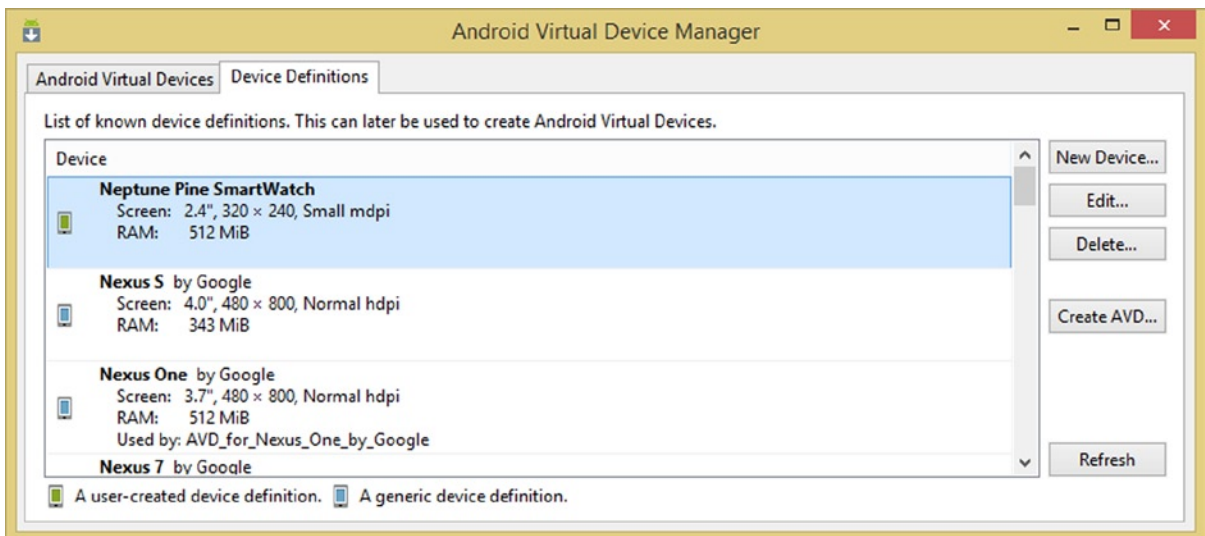 Android Virtual Device Manager
Android Virtual Devices
Device Definitions
List of known device definitions. This can later be used to create Android Virtual Devices.
Device
Neptune Pine SmartWatch
Screen: 2.4", 320 × 240, Small mdpi
RAM: 512 MiB
Nexus S by Google
Screen: 4.0", 480 × 800, Normal hdpi
RAM: 343 MiB
Nexus One by Google
Screen: 3.7", 480 × 800, Normal hdpi
RAM: 512 MiB
Used by: AVD_for_Nexus_One_by_Google
Nexus 7 by Google
New Device...
Edit...
Delete...
Create AVD...
Refresh
A user-created device definition. A generic device definition.